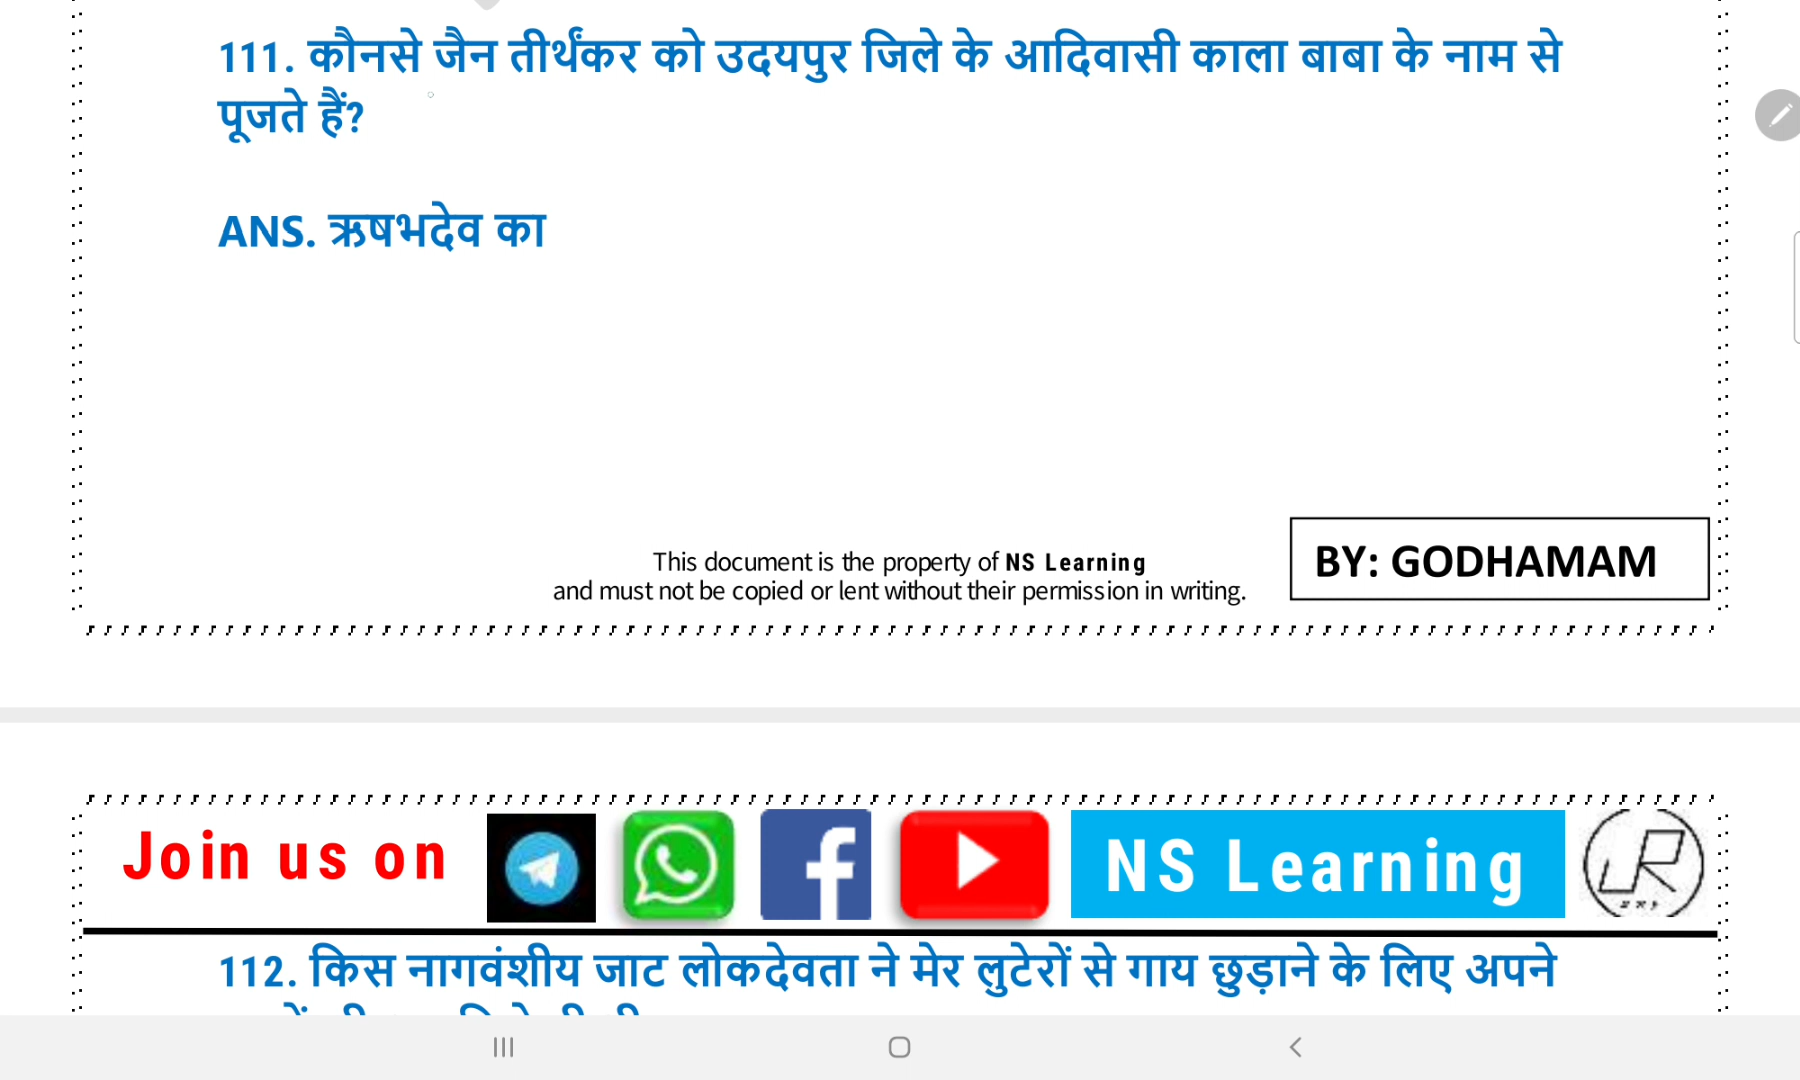 111. कौनसे जैन तीर्थंकर को उदयपुर जिले के आदिवासी काला बाबा के नाम से
पूजते हैं?
ANS. ऋषभदेव का
This document is the property of NS Learning
and must not be copied or lent without their permission in writing.
BY: GODHAMAM
Join us on
NS Learning
112. किस नागवंशीय जाट लोकदेवता ने मेर लुटेरों से गाय छुड़ाने के लिए अपने